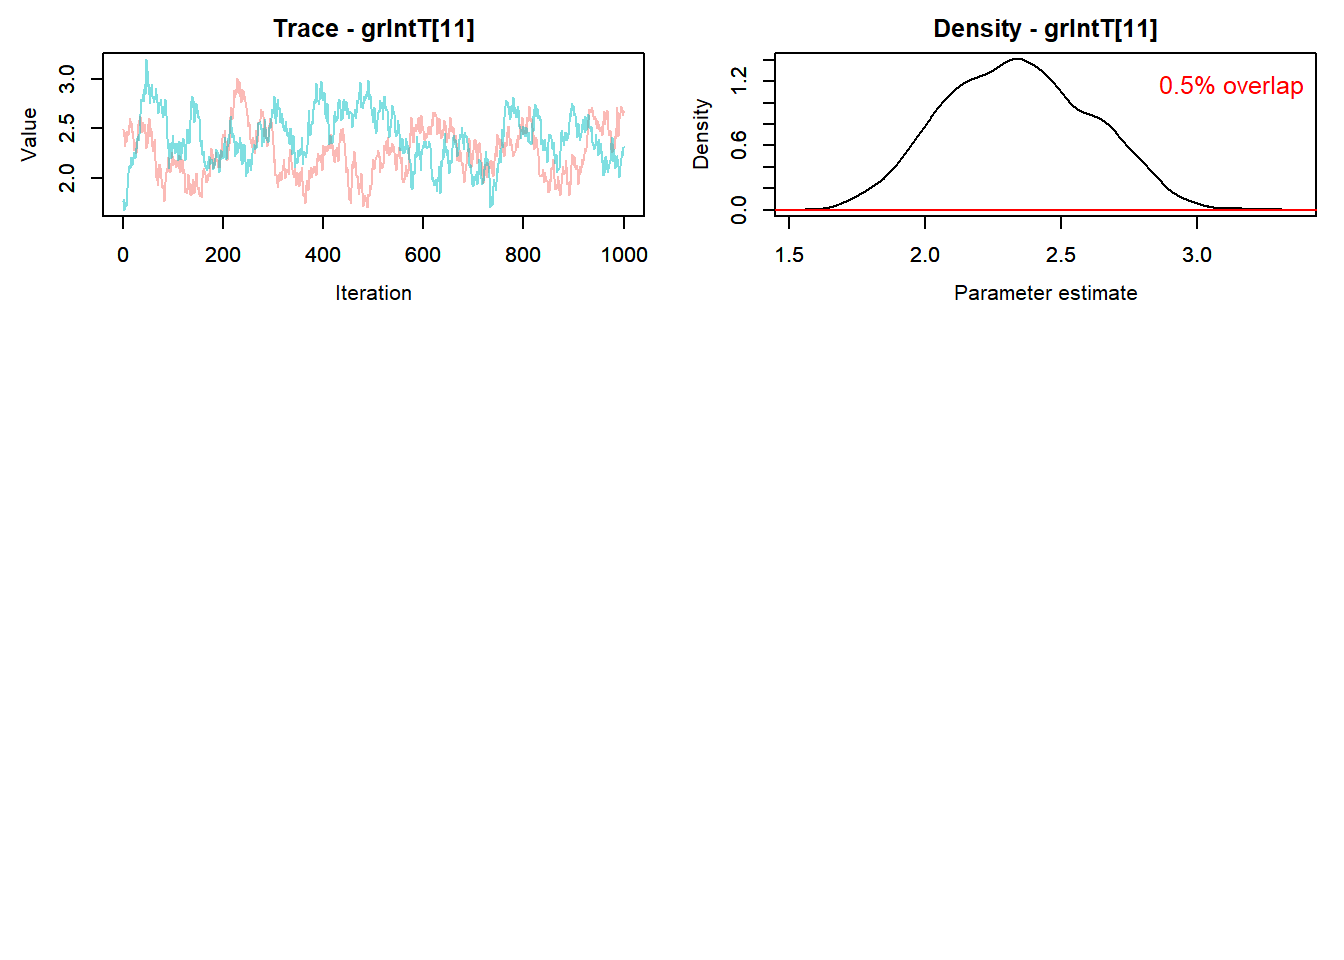 Trace - grIntT[11]
Value
3.0
2.5
2.0
0 200 400 600 800 1000
Iteration
Density - grIntT[11]
0.5% overlap
Density
1.2
0.6
0.0
1.5 2.0 2.5 3.0
Parameter estimate